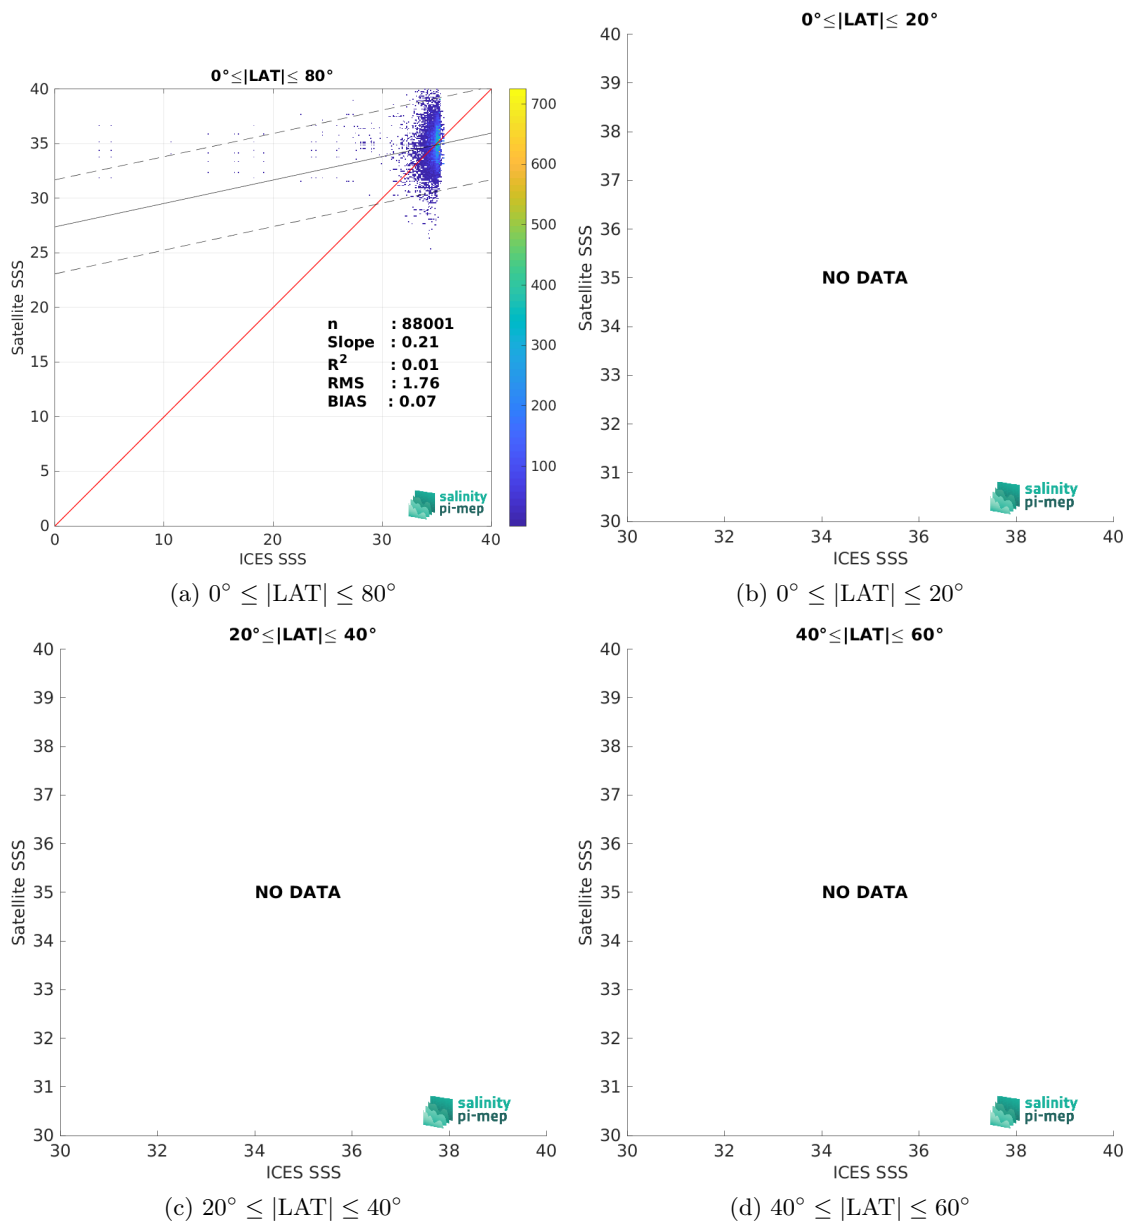 0°≤|LAT|≤ 80°
40
35
30
25
20
15
10
5
0
Satellite SSS
n : 88001
Slope : 0.21
R² : 0.01
RMS : 1.76
BIAS : 0.07
salinity
pi-mep
0 10 20 30 40
ICES SSS
700
600
500
400
300
200
100
(a) 0° ≤ |LAT| ≤ 80°
0°≤|LAT|≤ 20°
40
39
38
37
36
35
34
33
32
31
30
Satellite SSS
NO DATA
salinity
pi-mep
30 32 34 36 38 40
ICES SSS
(b) 0° ≤ |LAT| ≤ 20°
20°≤|LAT|≤ 40°
40
39
38
37
36
35
34
33
32
31
30
Satellite SSS
NO DATA
salinity
pi-mep
30 32 34 36 38 40
ICES SSS
(c) 20° ≤ |LAT| ≤ 40°
40°≤|LAT|≤ 60°
40
39
38
37
36
35
34
33
32
31
30
Satellite SSS
NO DATA
salinity
pi-mep
30 32 34 36 38 40
ICES SSS
(d) 40° ≤ |LAT| ≤ 60°